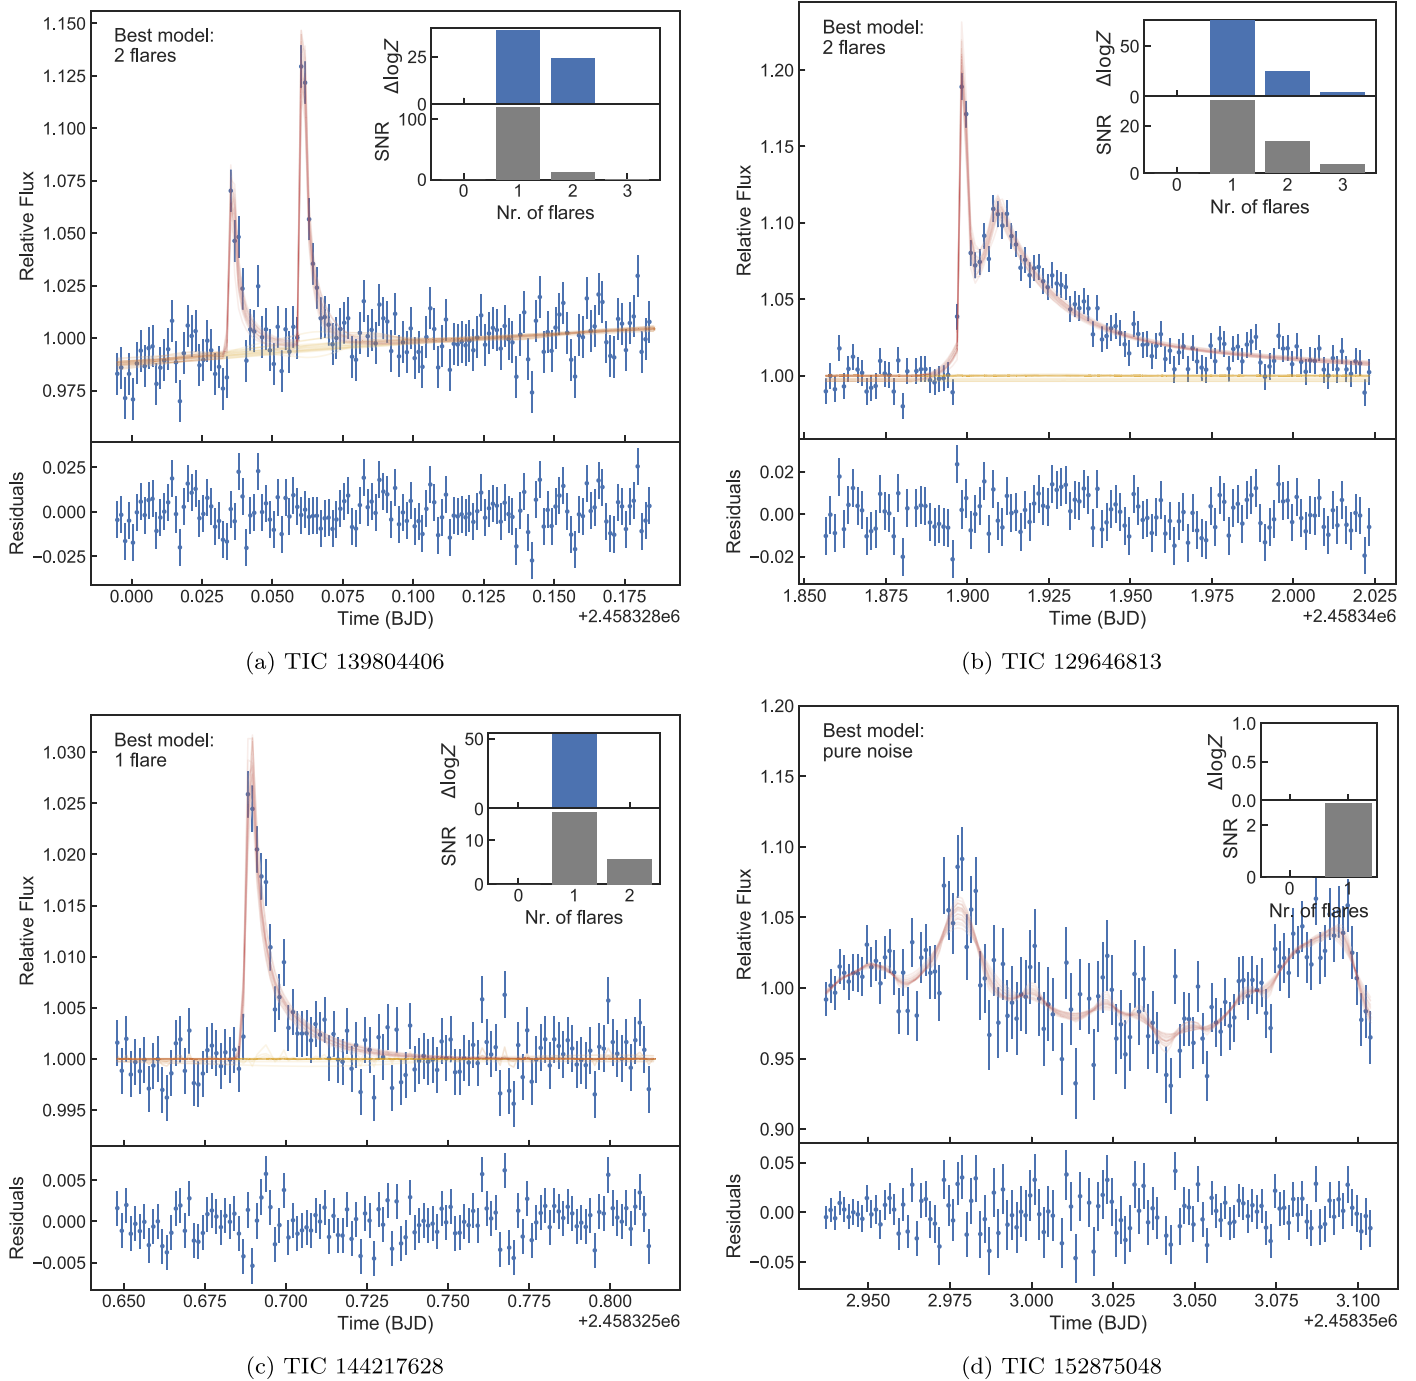 1.150
1.125
1.100
1.075
1.050
1.025
1.000
0.975
Relative Flux
Best model:
2 flares
25
0
ΔlogZ
100
0
SNR
0 1 2 3
Nr. of flares
0.025
0.000
−0.025
Residuals
0.000 0.025 0.050 0.075 0.100 0.125 0.150 0.175
Time (BJD)
+2.458328e6
(a) TIC 139804406
1.20
1.15
1.10
1.05
1.00
Relative Flux
Best model:
2 flares
50
0
ΔlogZ
20
0
SNR
0 1 2 3
Nr. of flares
0.02
0.00
−0.02
Residuals
1.850 1.875 1.900 1.925 1.950 1.975 2.000 2.025
Time (BJD)
+2.45834e6
(b) TIC 129646813
1.030
1.025
1.020
1.015
1.010
1.005
1.000
0.995
Relative Flux
Best model:
1 flare
50
0
ΔlogZ
10
0
SNR
0 1 2
Nr. of flares
0.005
0.000
−0.005
Residuals
0.650 0.675 0.700 0.725 0.750 0.775 0.800
Time (BJD)
+2.458325e6
(c) TIC 144217628
1.20
1.15
1.10
1.05
1.00
0.95
0.90
Relative Flux
Best model:
pure noise
1.0
0.5
0.0
ΔlogZ
2
0
SNR
0 1
Nr. of flares
0.05
0.00
−0.05
Residuals
2.950 2.975 3.000 3.025 3.050 3.075 3.100
Time (BJD)
+2.45835e6
(d) TIC 152875048